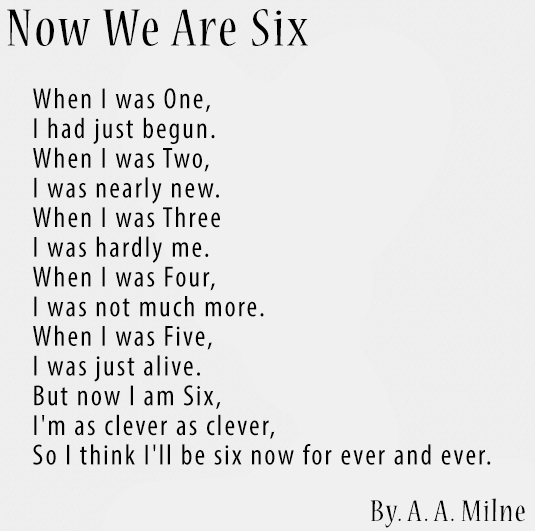 Now We Are Six
When I was One,
I had just begun.
When I was Two,
I was nearly new.
When I was Three
I was hardly me.
When I was Four,
I was not much more.
When I was Five,
I was just alive.
But now I am Six,
I'm as clever as clever,
So I think I'll be six now for ever and ever.
By. A. A. Milne